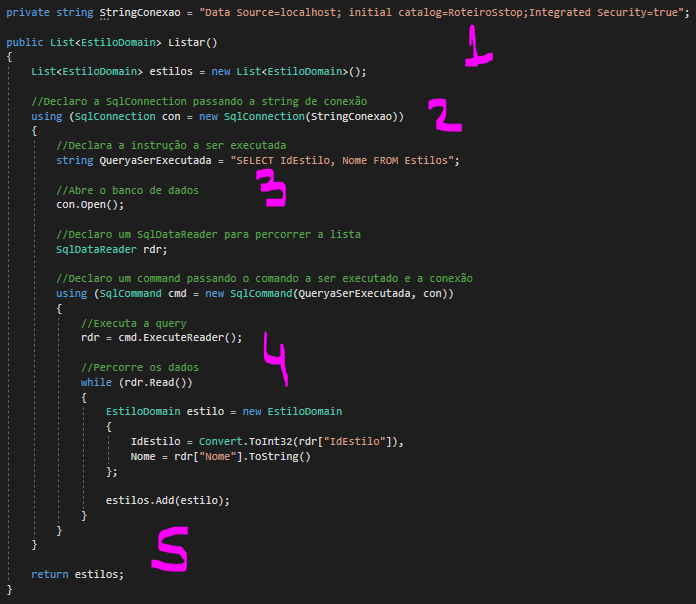 private string StringConexao = "Data Source=localhost; initial catalog=RoteiroSstop;Integrated Security=true";
1
public List<EstiloDomain> Listar()
{
List<EstiloDomain> estilos = new List<EstiloDomain>();
//Declaro a SqlConnection passando a string de conexão
using (SqlConnection con = new SqlConnection(StringConexao))
2
{
//Declara a instrução a ser executada
string QueryaSerExecutada = "SELECT IdEstilo, Nome FROM Estilos";
3
//Abre o banco de dados
con.Open();
//Declaro um SqlDataReader para percorrer a lista
SqlDataReader rdr;
//Declaro um command passando o comando a ser executado e a conexão
using (SqlCommand cmd = new SqlCommand(QueryaSerExecutada, con))
{
//Executa a query
rdr = cmd.ExecuteReader();
4
//Percorre os dados
while (rdr.Read())
{
EstiloDomain estilo = new EstiloDomain
{
IdEstilo = Convert.ToInt32(rdr["IdEstilo"]),
Nome = rdr["Nome"].ToString()
};
estilos.Add(estilo);
}
}
}
5
return estilos;
}